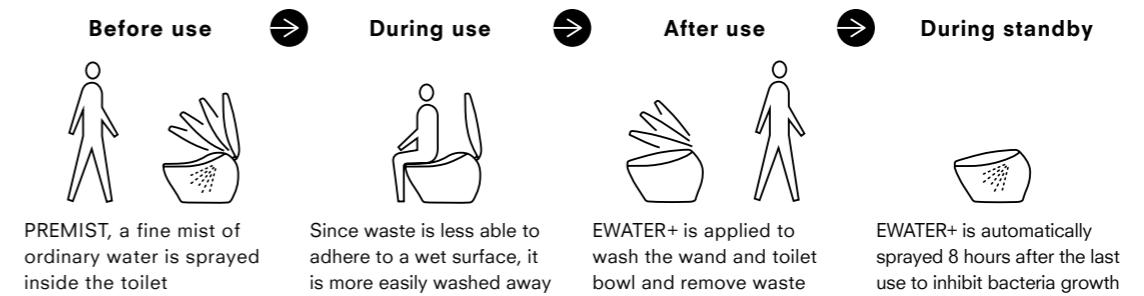 Before use
During use
After use
During standby
PREMIST, a fine mist of
ordinary water is sprayed
inside the toilet
Since waste is less able to
adhere to a wet surface, it
is more easily washed away
EWATER+ is applied to
wash the wand and toilet
bowl and remove waste
EWATER+ is automatically
sprayed 8 hours after the last
use to inhibit bacteria growth